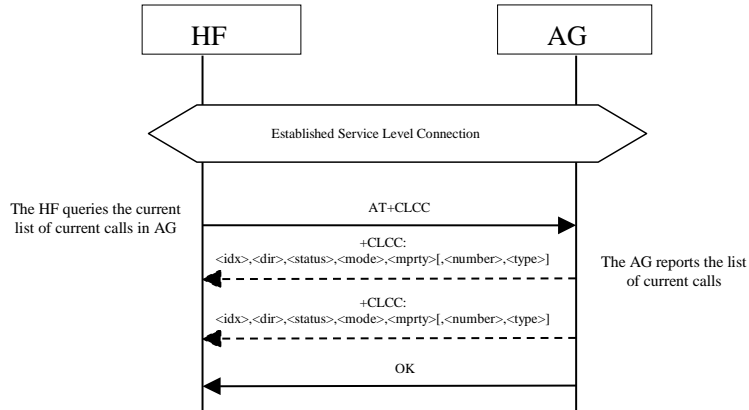 HF
AG
Established Service Level Connection
The HF queries the current
list of current calls in AG
AT+CLCC
+CLCC:
<idx>,<dir>,<status>,<mode>,<mprty>[,<number>,<type>]
The AG reports the list
of current calls
+CLCC:
<idx>,<dir>,<status>,<mode>,<mprty>[,<number>,<type>]
OK